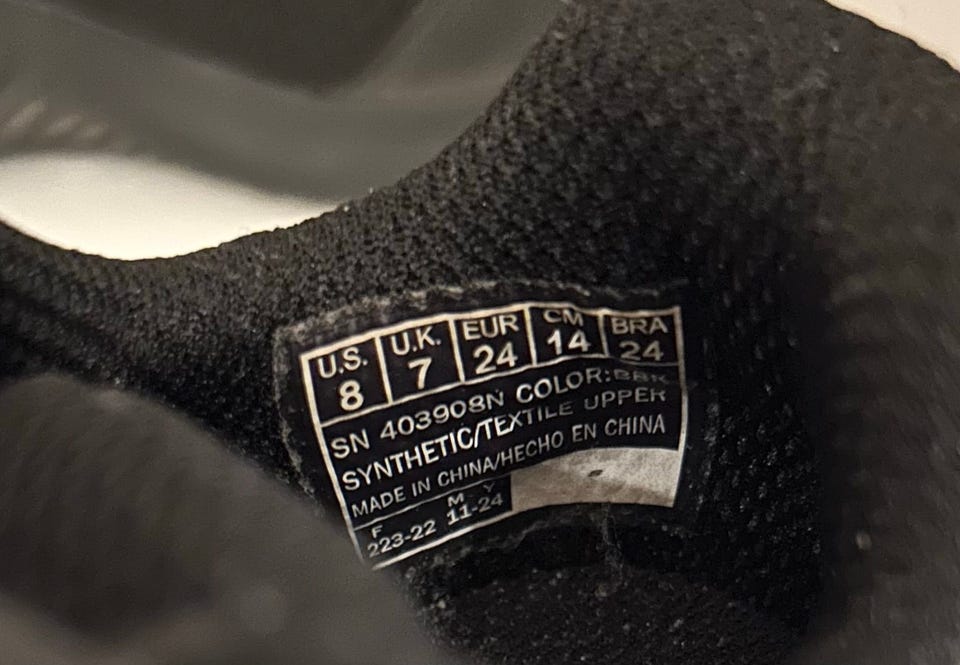 U.S. U.K. EUR CM BRA
8 7 24 14 24
SN 403908N COLOR:BBK
SYNTHETIC/TEXTILE UPPER
MADE IN CHINA/HECHO EN CHINA
F M Y
223-22 11-24